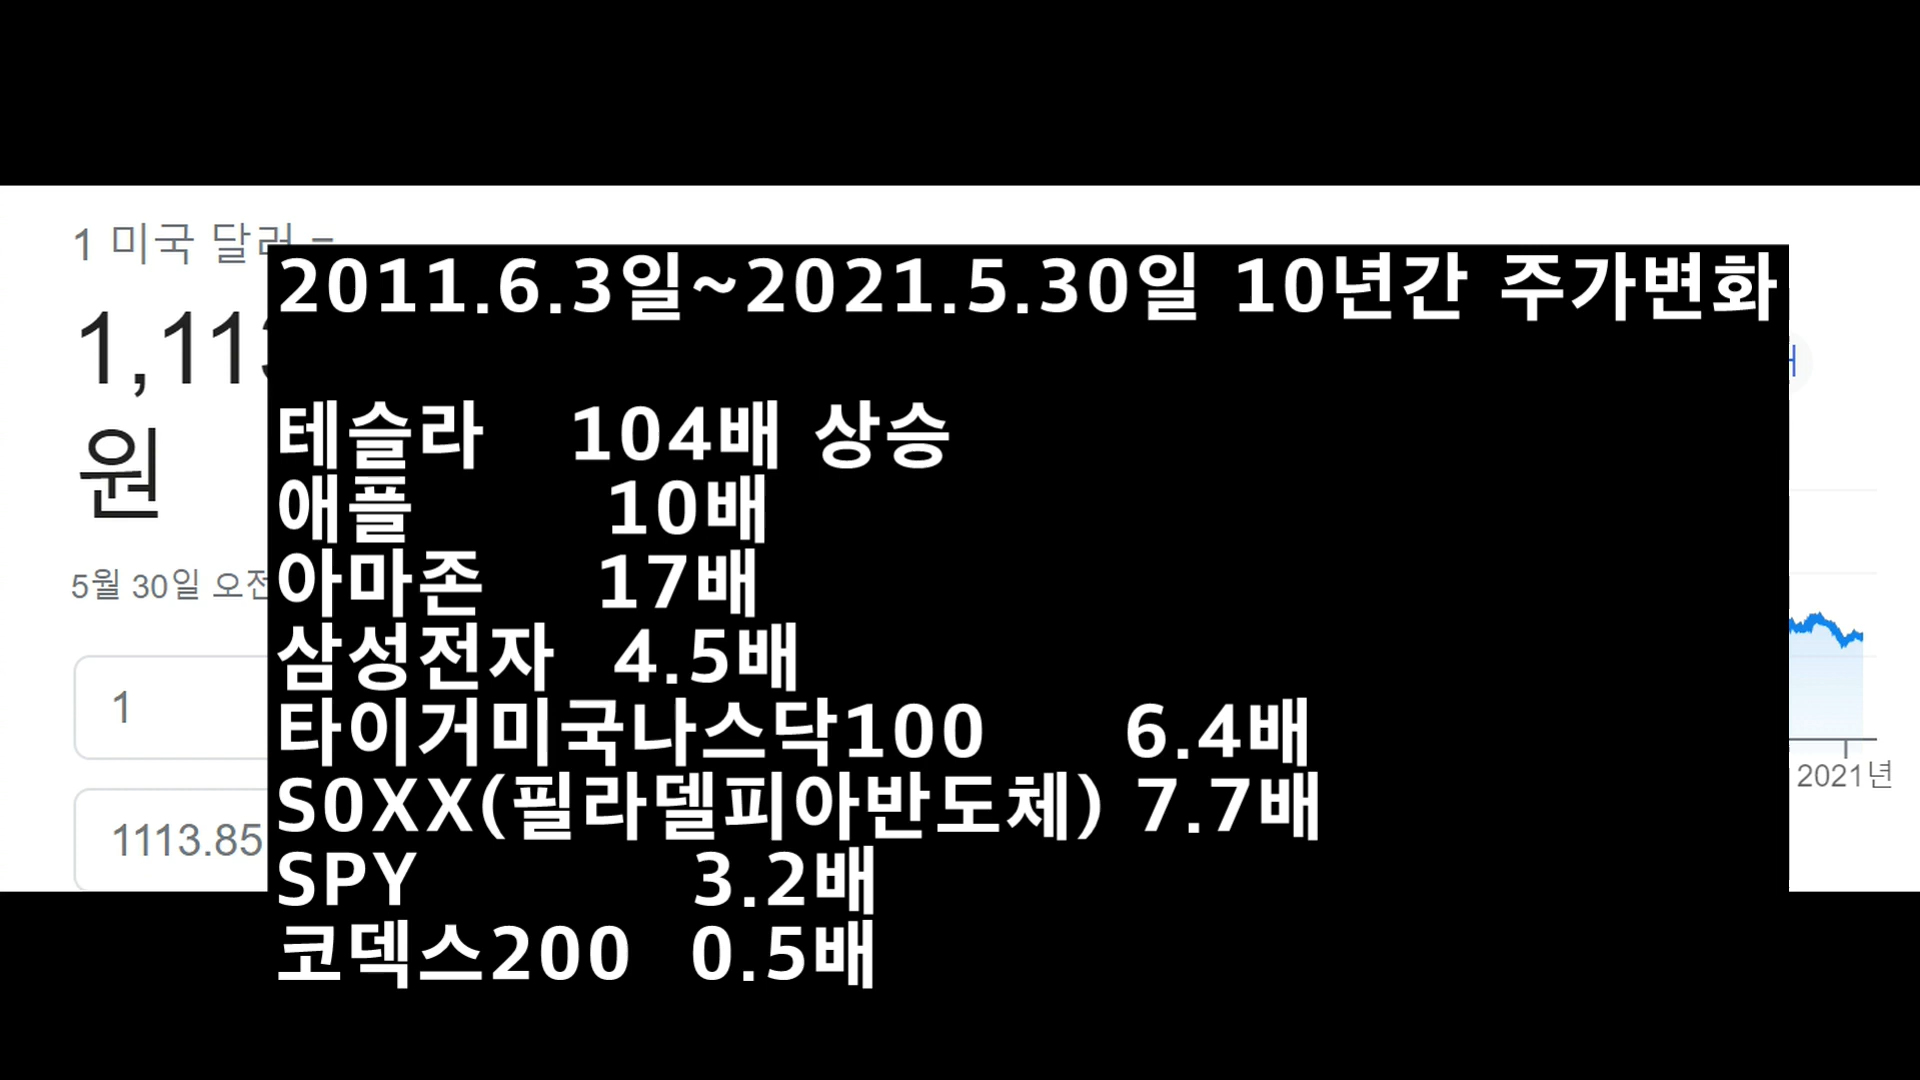 1 미국 달러 =
1,113
원
5월 30일 오전
1
1113.85
2011.6.3일~2021.5.30일 10년간 주가변화
테슬라 104배 상승
애플 10배
아마존 17배
삼성전자 4.5배
타이거미국나스닥100 6.4배
S0XX(필라델피아반도체) 7.7배
SPY 3.2배
코덱스200 0.5배
2021년